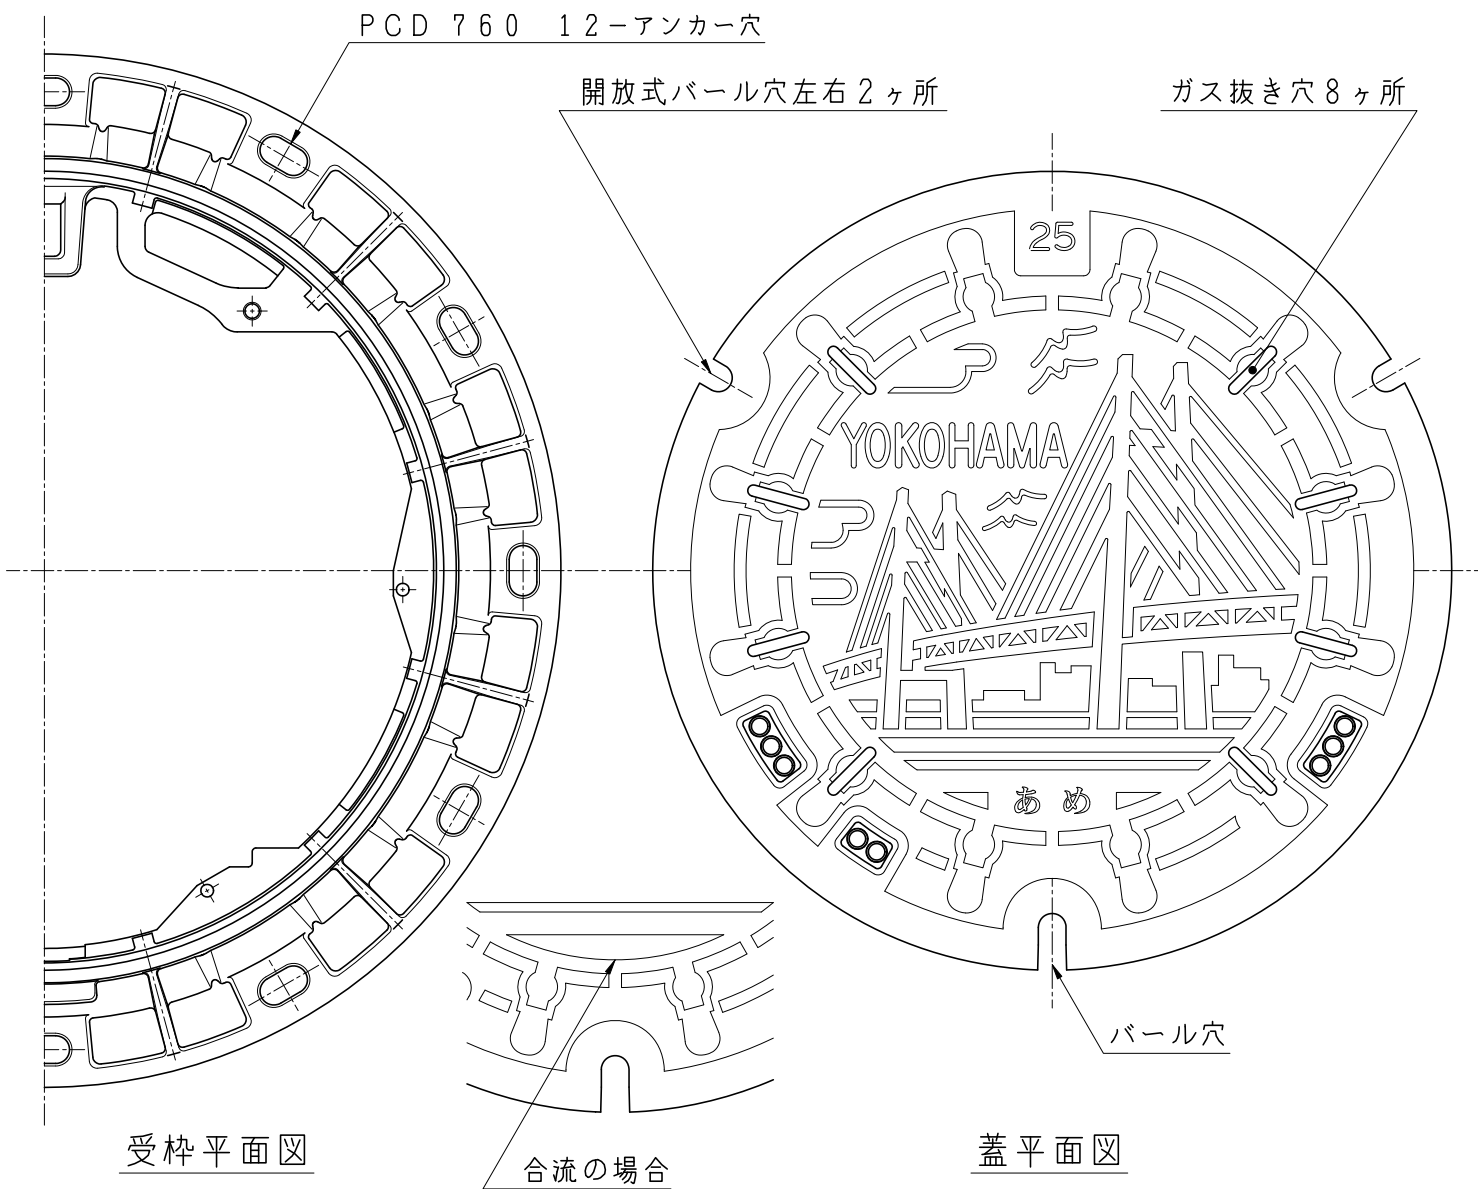 PCD 760 12-アンカー穴
開放式バール穴左右2ヶ所
ガス抜き穴8ヶ所
25
YOKOHAMA
あめ
バール穴
受枠平面図
合流の場合
蓋平面図